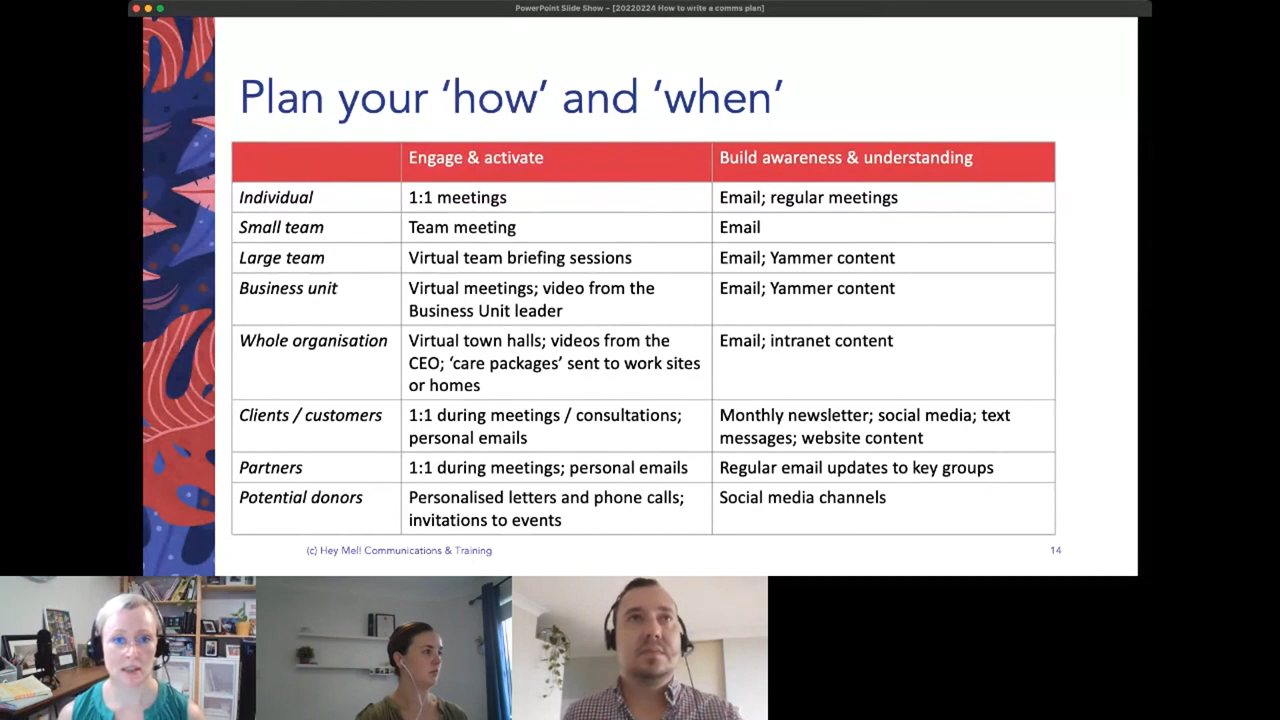 PowerPoint Slide Show – [20220224 How to write a comms plan]
Plan your ‘how’ and ‘when’
Engage & activate
Build awareness & understanding
Individual
1:1 meetings
Email; regular meetings
Small team
Team meeting
Email
Large team
Virtual team briefing sessions
Email; Yammer content
Business unit
Virtual meetings; video from the
Business Unit leader
Email; Yammer content
Whole organisation
Virtual town halls; videos from the
CEO; ‘care packages’ sent to work sites
or homes
Email; intranet content
Clients / customers
1:1 during meetings / consultations;
personal emails
Monthly newsletter; social media; text
messages; website content
Partners
1:1 during meetings; personal emails
Regular email updates to key groups
Potential donors
Personalised letters and phone calls;
invitations to events
Social media channels
(c) Hey Mel! Communications & Training
14